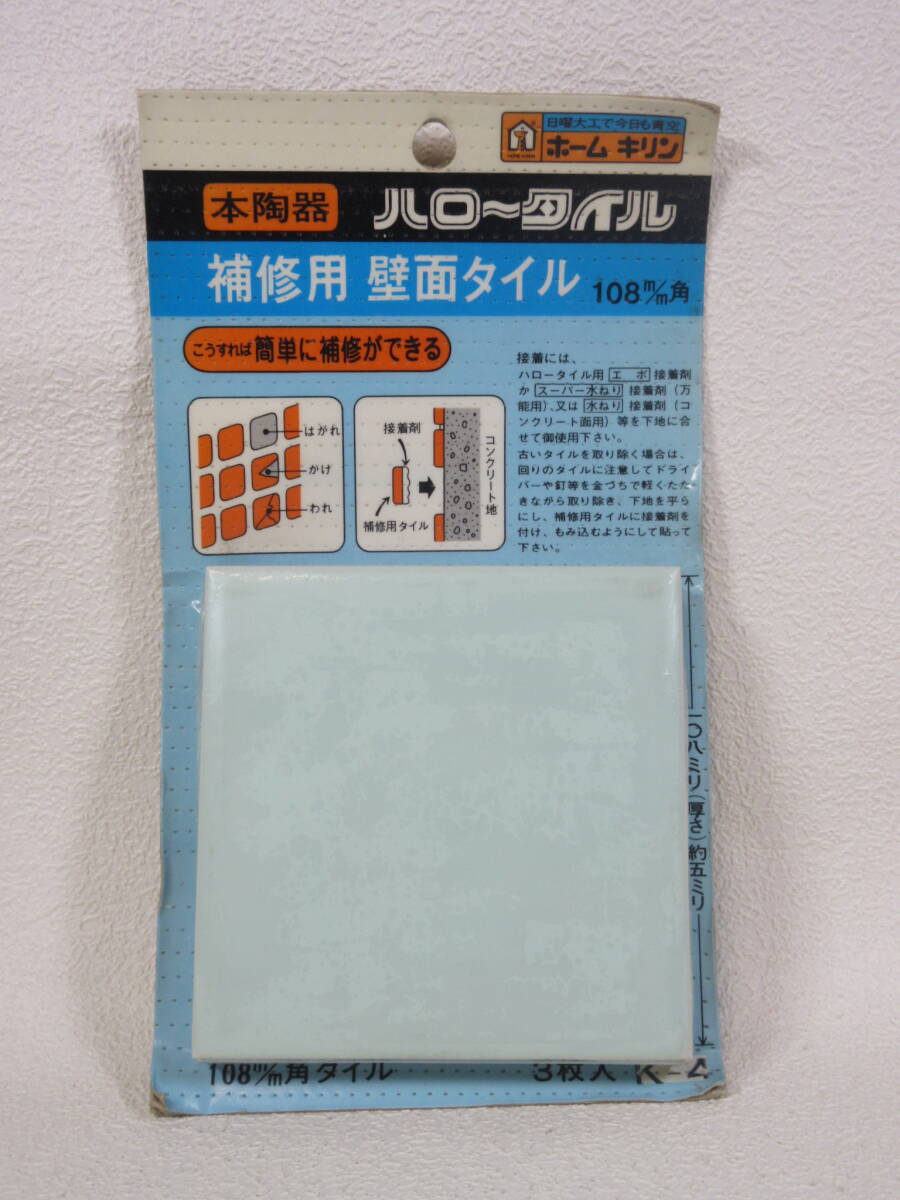 日曜大工で今日も青空
ホーム キリン
本陶器 ハロータイル
補修用 壁面タイル 108m/m角
こうすれば簡単に補修ができる
はがれ
かけ
われ
接着剤
補修用タイル
コンクリート地
接着には、
ハロータイル用 エポ 接着剤
か スーパー水ねり 接着剤（万
能用）、又は 水ねり 接着剤（コ
ンクリート面用）等を下地に合
せて御使用下さい。
古いタイルを取り除く場合は、
回りのタイルに注意してドライ
バーや釘等を金づちで軽くたた
きながら取り除き、下地を平ら
にし、補修用タイルに接着剤を
付け、もみ込むようにして貼って
下さい。
一〇八ミリ（厚さ）約五ミリ
108m/m角タイル 3枚入 K-4